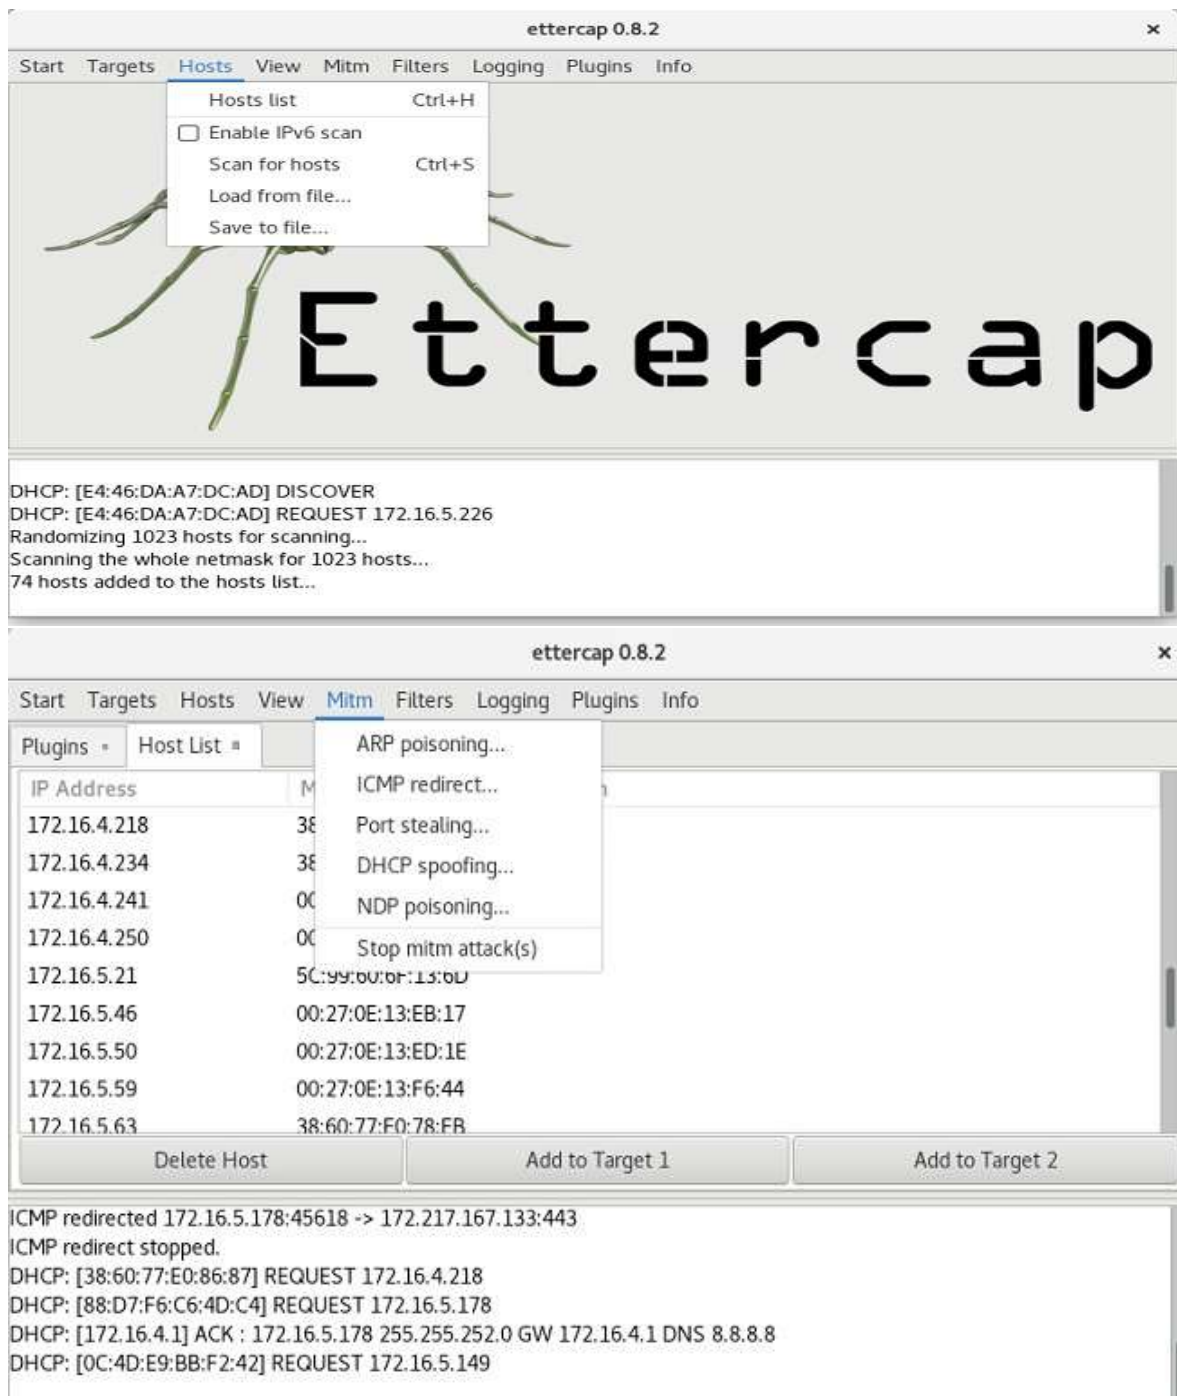 ettercap 0.8.2 ×
Start Targets Hosts View Mitm Filters Logging Plugins Info
Hosts list Ctrl+H
Enable IPv6 scan
Scan for hosts Ctrl+S
Load from file...
Save to file...
Ettercap
DHCP: [E4:46:DA:A7:DC:AD] DISCOVER
DHCP: [E4:46:DA:A7:DC:AD] REQUEST 172.16.5.226
Randomizing 1023 hosts for scanning...
Scanning the whole netmask for 1023 hosts...
74 hosts added to the hosts list...
ettercap 0.8.2 ×
Start Targets Hosts View Mitm Filters Logging Plugins Info
Plugins Host List
ARP poisoning...
ICMP redirect...
Port stealing...
DHCP spoofing...
NDP poisoning...
Stop mitm attack(s)
IP Address M
172.16.4.218 38
172.16.4.234 38
172.16.4.241 00
172.16.4.250 00
172.16.5.21 5C:99:60:6F:13:6D
172.16.5.46 00:27:0E:13:EB:17
172.16.5.50 00:27:0E:13:ED:1E
172.16.5.59 00:27:0E:13:F6:44
172.16.5.63 38:60:77:E0:78:EB
Delete Host Add to Target 1 Add to Target 2
ICMP redirected 172.16.5.178:45618 -> 172.217.167.133:443
ICMP redirect stopped.
DHCP: [38:60:77:E0:86:87] REQUEST 172.16.4.218
DHCP: [88:D7:F6:C6:4D:C4] REQUEST 172.16.5.178
DHCP: [172.16.4.1] ACK : 172.16.5.178 255.255.252.0 GW 172.16.4.1 DNS 8.8.8.8
DHCP: [0C:4D:E9:BB:F2:42] REQUEST 172.16.5.149